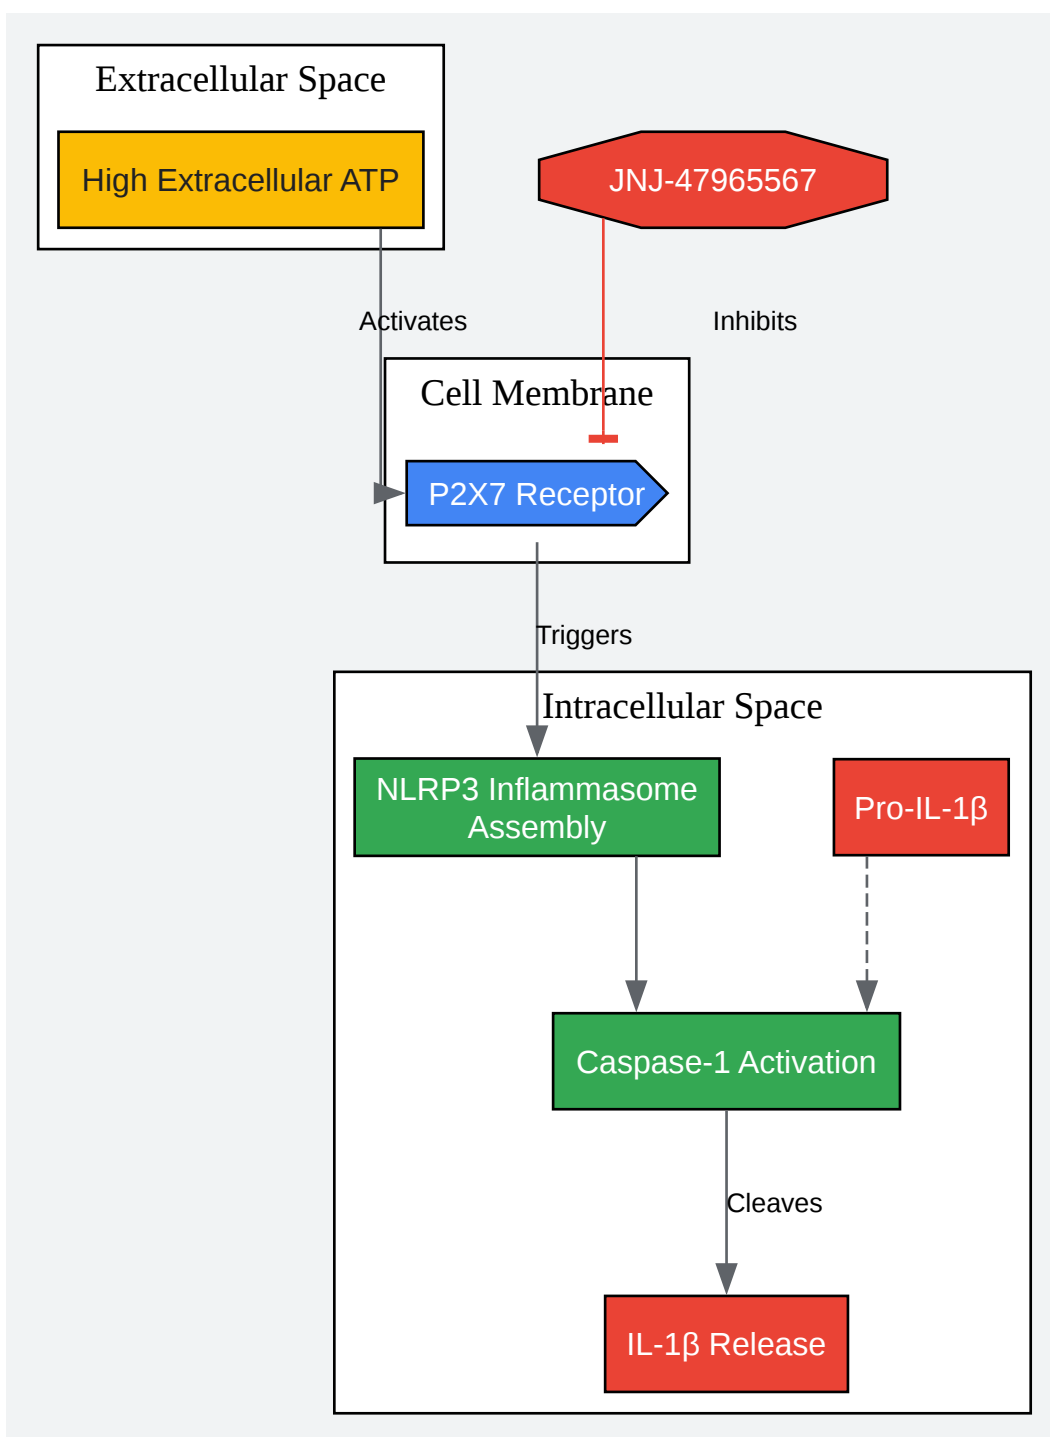 Extracellular Space
High Extracellular ATP
JNJ-47965567
Activates
Inhibits
Cell Membrane
P2X7 Receptor
Triggers
Intracellular Space
NLRP3 Inflammasome
Assembly
Pro-IL-1β
Caspase-1 Activation
Cleaves
IL-1β Release